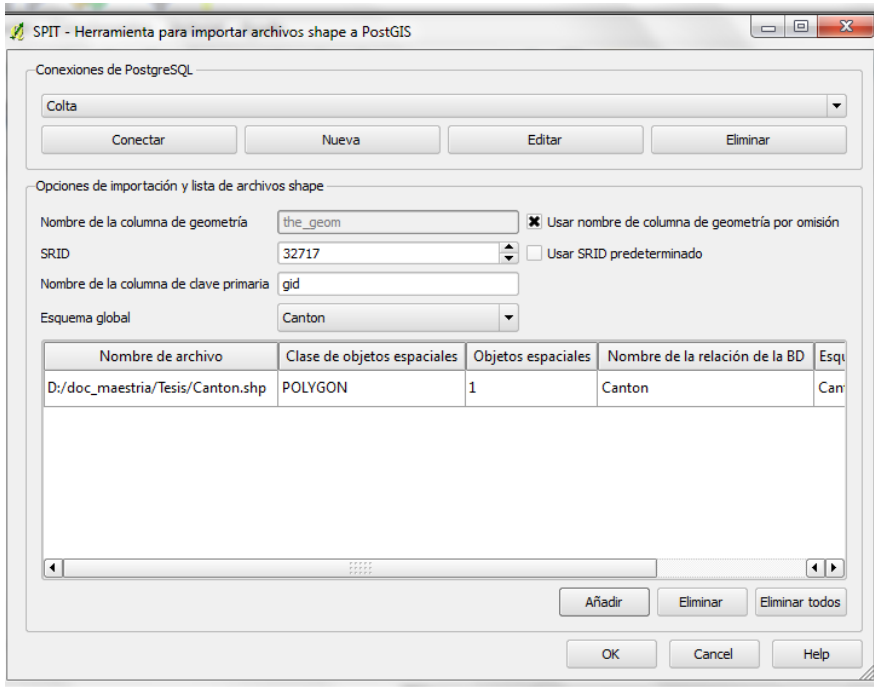 SPIT - Herramienta para importar archivos shape a PostGIS
Conexiones de PostgreSQL
Colta
Conectar Nueva Editar Eliminar
Opciones de importación y lista de archivos shape
Nombre de la columna de geometría the_geom Usar nombre de columna de geometría por omisión
SRID 32717 Usar SRID predeterminado
Nombre de la columna de clave primaria gid
Esquema global Canton
Nombre de archivo Clase de objetos espaciales Objetos espaciales Nombre de la relación de la BD Esqu
D:/doc_maestria/Tesis/Canton.shp POLYGON 1 Canton Can
Añadir Eliminar Eliminar todos
OK Cancel Help